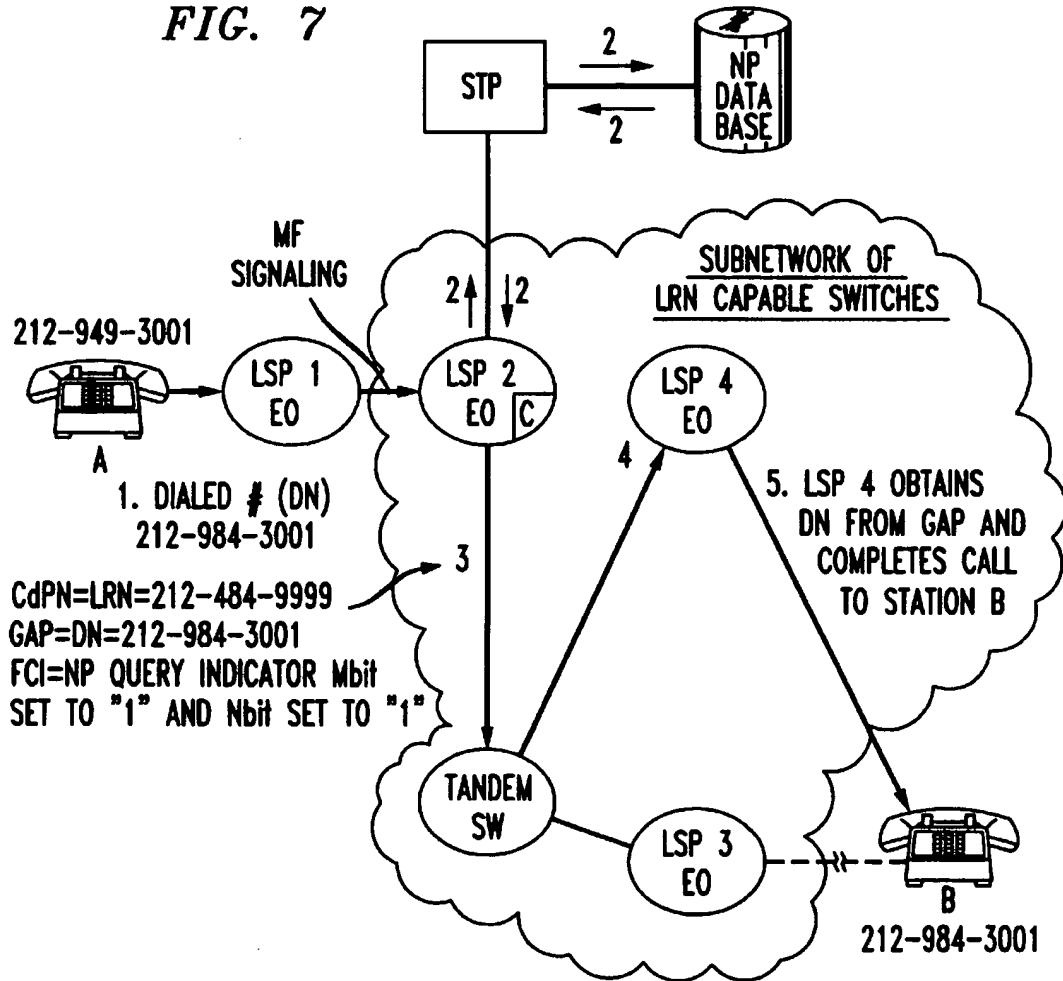 FIG. 7
2
STP
NP
DATA
BASE
2
MF
SIGNALING
SUBNETWORK OF
LRN CAPABLE SWITCHES
2
2
212-949-3001
LSP 1
EO
LSP 2
EO
C
LSP 4
EO
A
4
1. DIALED # (DN)
212-984-3001
5. LSP 4 OBTAINS
DN FROM GAP AND
COMPLETES CALL
TO STATION B
3
CdPN=LRN=212-484-9999
GAP=DN=212-984-3001
FCI=NP QUERY INDICATOR Mbit
SET TO "1" AND Nbit SET TO "1"
TANDEM
SW
LSP 3
EO
B
212-984-3001